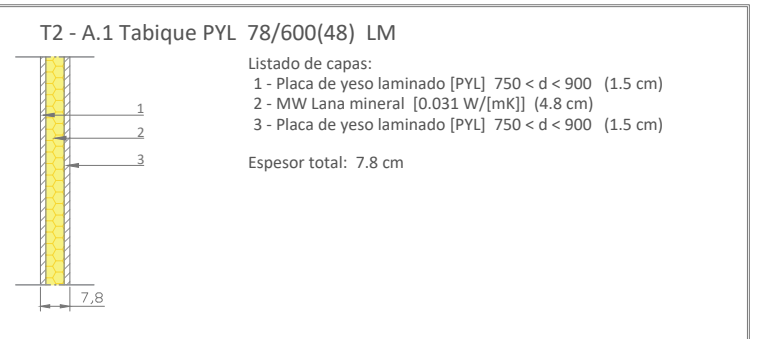 T2 - A.1 Tabique PYL 78/600(48) LM
Listado de capas:
1 - Placa de yeso laminado [PYL] 750 < d < 900 (1.5 cm)
2 - MW Lana mineral [0.031 W/[mK]] (4.8 cm)
3 - Placa de yeso laminado [PYL] 750 < d < 900 (1.5 cm)
Espesor total: 7.8 cm
1
2
3
7,8